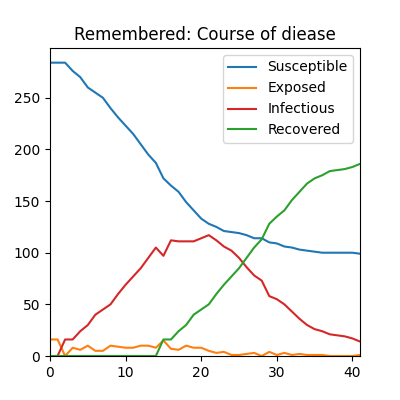 Remembered: Course of diease
Susceptible
Exposed
Infectious
Recovered
250
200
150
100
50
0
0 10 20 30 40